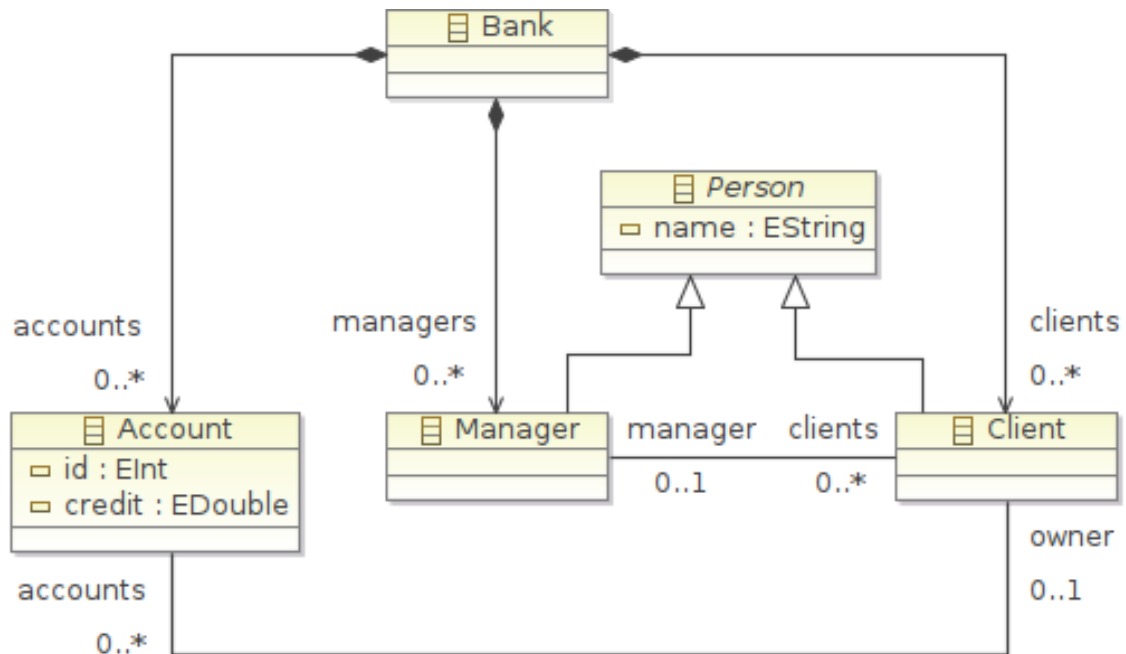 Bank
Person
name : EString
accounts
0..*
managers
0..*
clients
0..*
Account
id : EInt
credit : EDouble
Manager
manager
0..1
clients
0..*
Client
accounts
0..*
owner
0..1